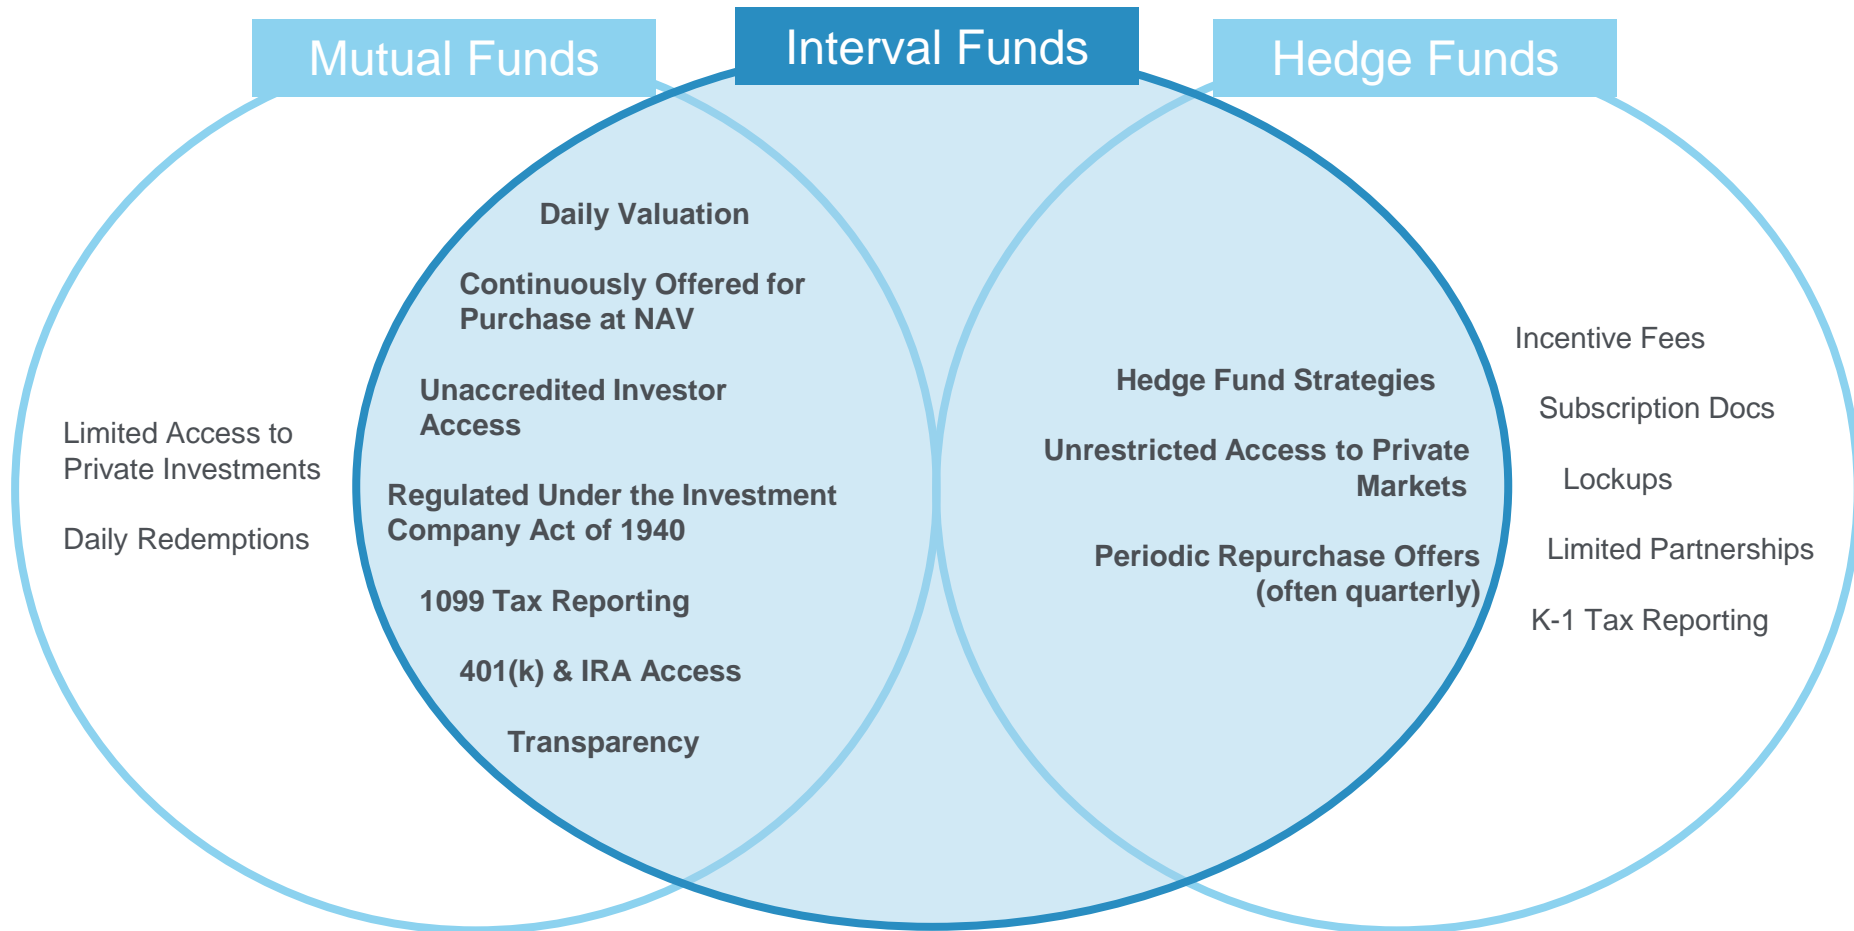 Mutual Funds
Interval Funds
Hedge Funds
Limited Access to
Private Investments
Daily Redemptions
Daily Valuation
Continuously Offered for
Purchase at NAV
Unaccredited Investor
Access
Regulated Under the Investment
Company Act of 1940
1099 Tax Reporting
401(k) & IRA Access
Transparency
Hedge Fund Strategies
Unrestricted Access to Private
Markets
Periodic Repurchase Offers
(often quarterly)
Incentive Fees
Subscription Docs
Lockups
Limited Partnerships
K-1 Tax Reporting